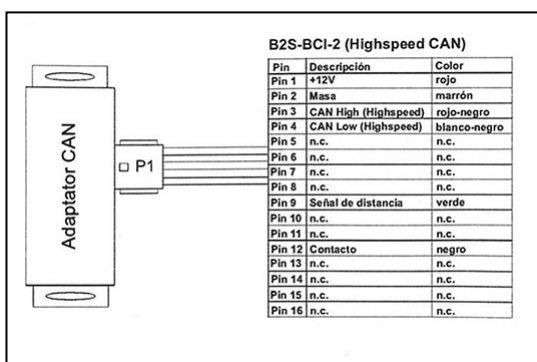 B2S-BCI-2 (Highspeed CAN)
Pin Descripción Color
Pin 1 +12V rojo
Pin 2 Masa marrón
Pin 3 CAN High (Highspeed) rojo-negro
Pin 4 CAN Low (Highspeed) blanco-negro
Pin 5 n.c. n.c.
Pin 6 n.c. n.c.
Pin 7 n.c. n.c.
Pin 8 n.c. n.c.
Pin 9 Señal de distancia verde
Pin 10 n.c. n.c.
Pin 11 n.c. n.c.
Pin 12 Contacto negro
Pin 13 n.c. n.c.
Pin 14 n.c. n.c.
Pin 15 n.c. n.c.
Pin 16 n.c. n.c.
Adaptator CAN
P1